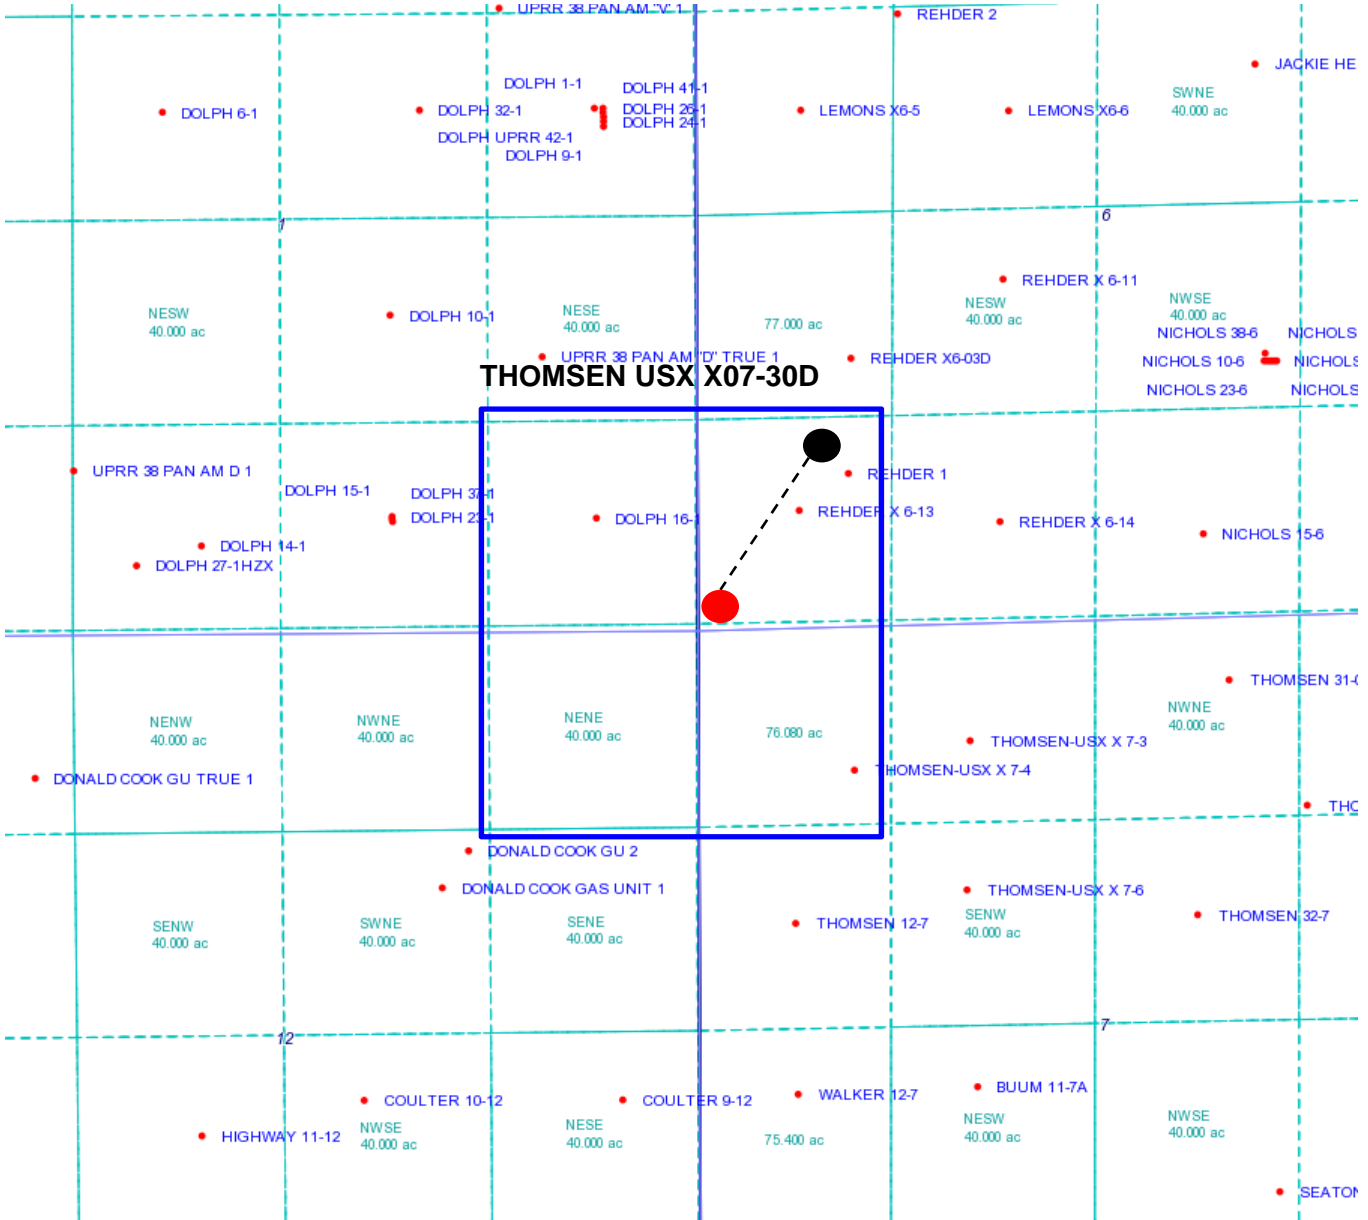 UPRR 38 PAN AM "V" 1
REHDER 2
JACKIE HE
DOLPH 1-1
DOLPH 41-1
SWNE
40.000 ac
DOLPH 6-1
DOLPH 32-1
DOLPH 26-1
LEMONS X6-5
LEMONS X6-6
DOLPH 24-1
DOLPH UPRR 42-1
DOLPH 9-1
1
6
REHDER X 6-11
NESW
40.000 ac
DOLPH 10-1
NESE
40.000 ac
77.000 ac
NESW
40.000 ac
NWSE
40.000 ac
NICHOLS 38-6
NICHOLS
UPRR 38 PAN AM "D" TRUE 1
REHDER X6-03D
NICHOLS 10-6
NICHOLS
THOMSEN USX X07-30D
NICHOLS 23-6
NICHOLS
UPRR 38 PAN AM D 1
REHDER 1
DOLPH 15-1
DOLPH 37-1
DOLPH 23-1
DOLPH 16-1
REHDER X 6-13
REHDER X 6-14
NICHOLS 15-6
DOLPH 14-1
DOLPH 27-1HZX
THOMSEN 31-0
NENW
40.000 ac
NWNE
40.000 ac
NENE
40.000 ac
76.080 ac
NWNE
40.000 ac
THOMSEN-USX X 7-3
DONALD COOK GU TRUE 1
THOMSEN-USX X 7-4
THO
DONALD COOK GU 2
DONALD COOK GAS UNIT 1
THOMSEN-USX X 7-6
SENW
40.000 ac
SWNE
40.000 ac
SENE
40.000 ac
THOMSEN 12-7
SENW
40.000 ac
THOMSEN 32-7
12
7
COULTER 10-12
COULTER 9-12
WALKER 12-7
BUUM 11-7A
HIGHWAY 11-12
NWSE
40.000 ac
NESE
40.000 ac
75.400 ac
NESW
40.000 ac
NWSE
40.000 ac
SEATON